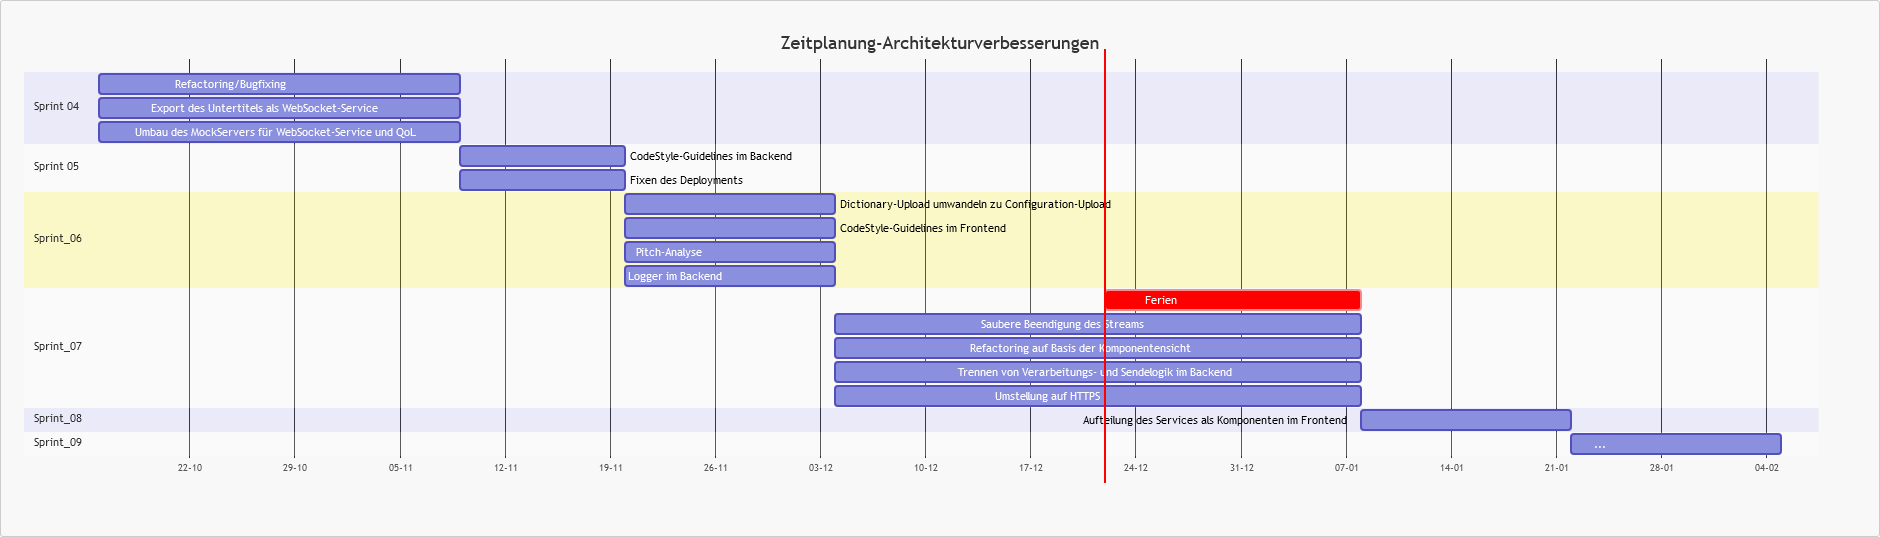 Zeitplanung-Architekturverbesserungen
Sprint 04
Refactoring/Bugfixing
Export des Untertitels als WebSocket-Service
Umbau des MockServers für WebSocket-Service und QoL
Sprint 05
CodeStyle-Guidelines im Backend
Fixen des Deployments
Sprint_06
Dictionary-Upload umwandeln zu Configuration-Upload
CodeStyle-Guidelines im Frontend
Pitch-Analyse
Logger im Backend
Sprint_07
Ferien
Saubere Beendigung des Streams
Refactoring auf Basis der Komponentensicht
Trennen von Verarbeitungs- und Sendelogik im Backend
Umstellung auf HTTPS
Sprint_08
Aufteilung des Services als Komponenten im Frontend
Sprint_09
...
22-10 29-10 05-11 12-11 19-11 26-11 03-12 10-12 17-12 24-12 31-12 07-01 14-01 21-01 28-01 04-02